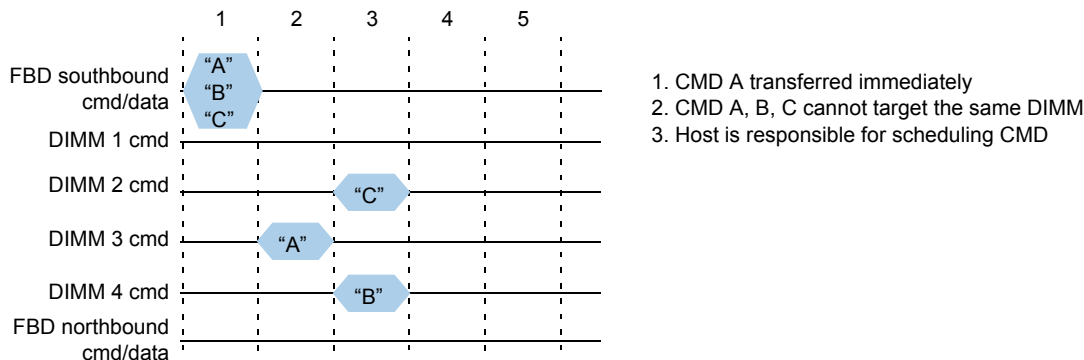 1 2 3 4 5
FBD southbound
cmd/data
“A”
“B”
“C”
DIMM 1 cmd
DIMM 2 cmd
“C”
DIMM 3 cmd
“A”
DIMM 4 cmd
“B”
FBD northbound
cmd/data
1. CMD A transferred immediately
2. CMD A, B, C cannot target the same DIMM
3. Host is responsible for scheduling CMD